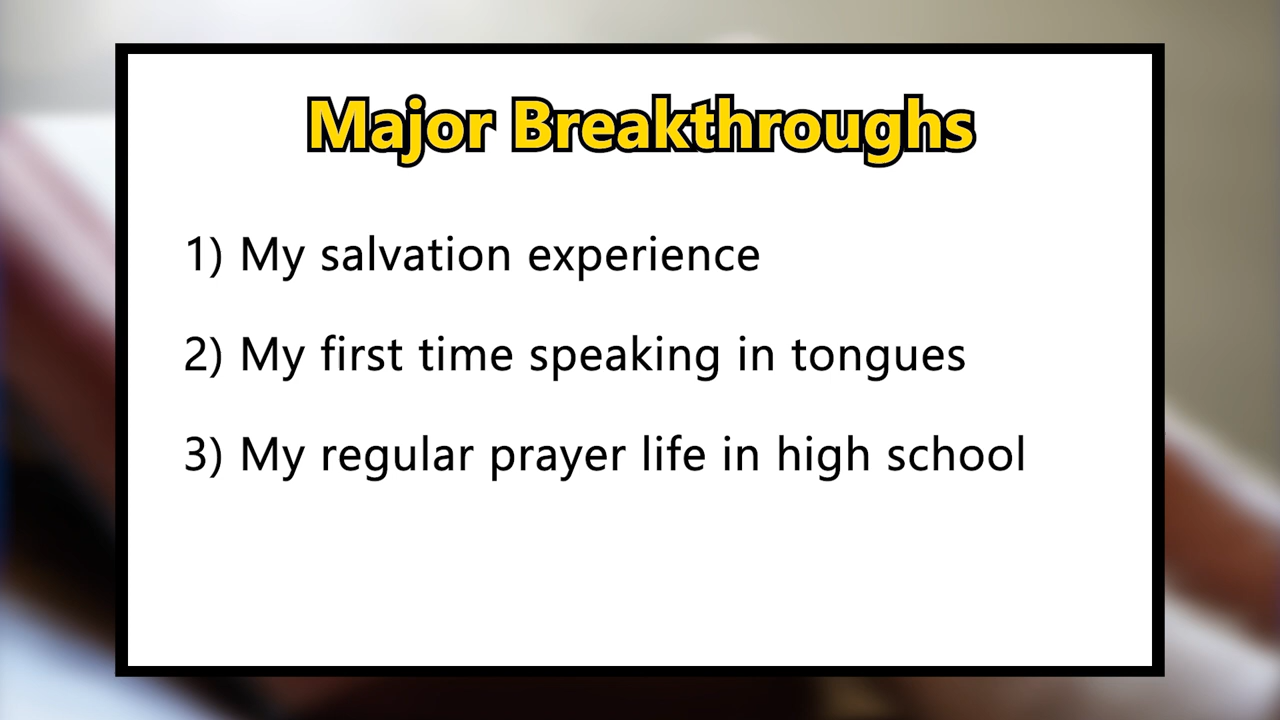 Major Breakthroughs
1) My salvation experience
2) My first time speaking in tongues
3) My regular prayer life in high school